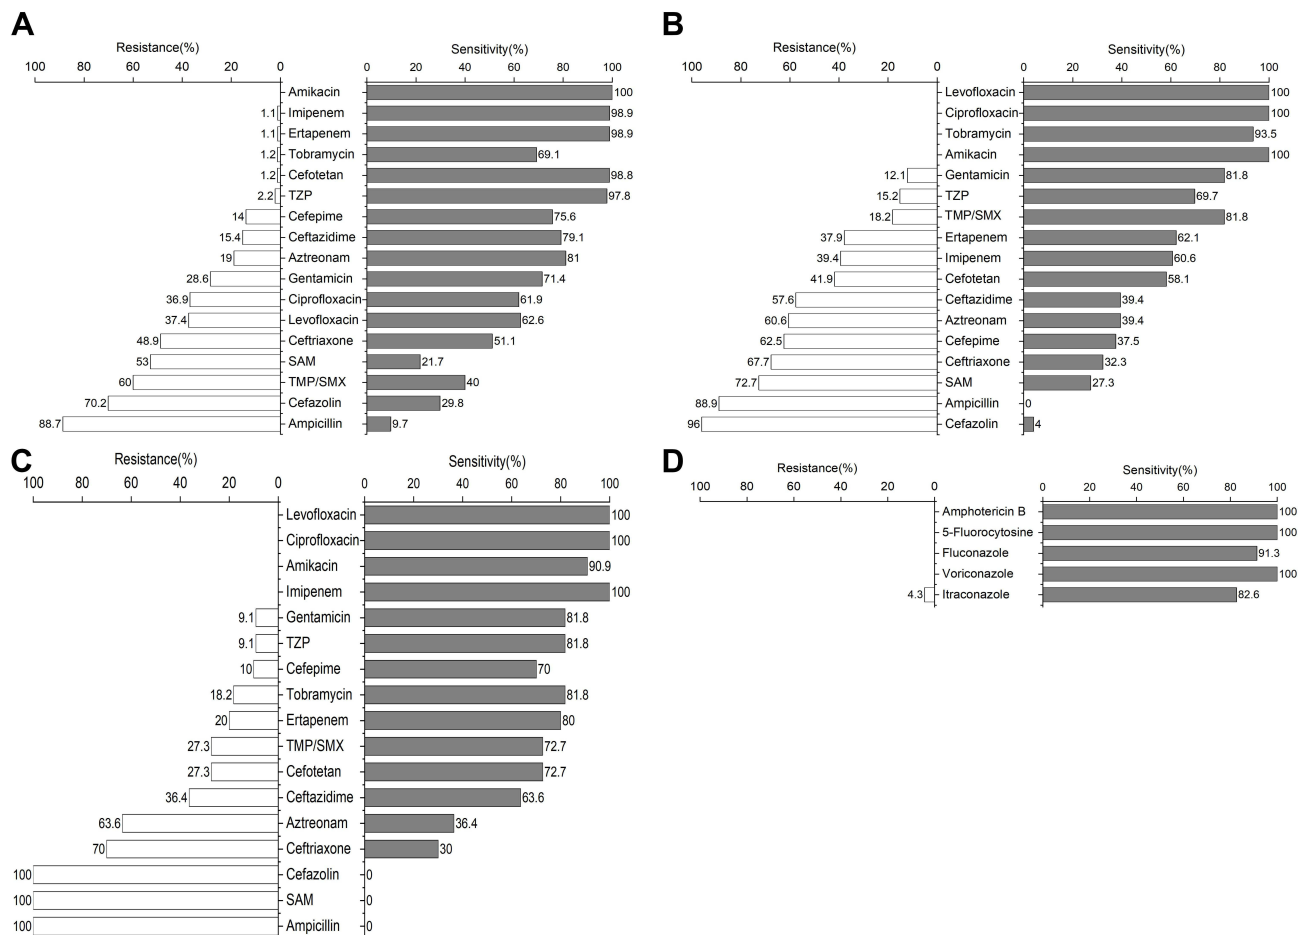 A
Resistance(%) Sensitivity(%)
100 80 60 40 20 0 0 20 40 60 80 100
Amikacin 100
1.1 Imipenem 98.9
1.1 Ertapenem 98.9
1.2 Tobramycin 69.1
1.2 Cefotetan 98.8
2.2 TZP 97.8
14 Cefepime 75.6
15.4 Ceftazidime 79.1
19 Aztreonam 81
28.6 Gentamicin 71.4
36.9 Ciprofloxacin 61.9
37.4 Levofloxacin 62.6
48.9 Ceftriaxone 51.1
53 SAM 21.7
60 TMP/SMX 40
70.2 Cefazolin 29.8
88.7 Ampicillin 9.7
B
Resistance(%) Sensitivity(%)
100 80 60 40 20 0 0 20 40 60 80 100
Levofloxacin 100
Ciprofloxacin 100
Tobramycin 93.5
Amikacin 100
12.1 Gentamicin 81.8
15.2 TZP 69.7
18.2 TMP/SMX 81.8
37.9 Ertapenem 62.1
39.4 Imipenem 60.6
41.9 Cefotetan 58.1
57.6 Ceftazidime 39.4
60.6 Aztreonam 39.4
62.5 Cefepime 37.5
67.7 Ceftriaxone 32.3
72.7 SAM 27.3
88.9 Ampicillin 0
96 Cefazolin 4
C
Resistance(%) Sensitivity(%)
100 80 60 40 20 0 0 20 40 60 80 100
Levofloxacin 100
Ciprofloxacin 100
Amikacin 90.9
Imipenem 100
9.1 Gentamicin 81.8
9.1 TZP 81.8
10 Cefepime 70
18.2 Tobramycin 81.8
20 Ertapenem 80
27.3 TMP/SMX 72.7
27.3 Cefotetan 72.7
36.4 Ceftazidime 63.6
63.6 Aztreonam 36.4
70 Ceftriaxone 30
100 Cefazolin 0
100 SAM 0
100 Ampicillin 0
D
Resistance(%) Sensitivity(%)
100 80 60 40 20 0 0 20 40 60 80 100
Amphotericin B 100
5-Fluorocytosine 100
Fluconazole 91.3
Voriconazole 100
4.3 Itraconazole 82.6